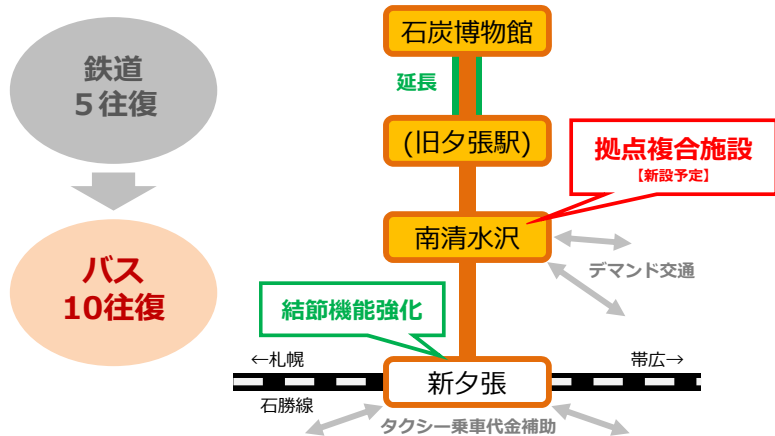 鉄道
５往復
バス
10往復
石炭博物館
延長
(旧夕張駅)
拠点複合施設
【新設予定】
南清水沢
デマンド交通
結節機能強化
←札幌
帯広→
新夕張
石勝線
タクシー乗車代金補助